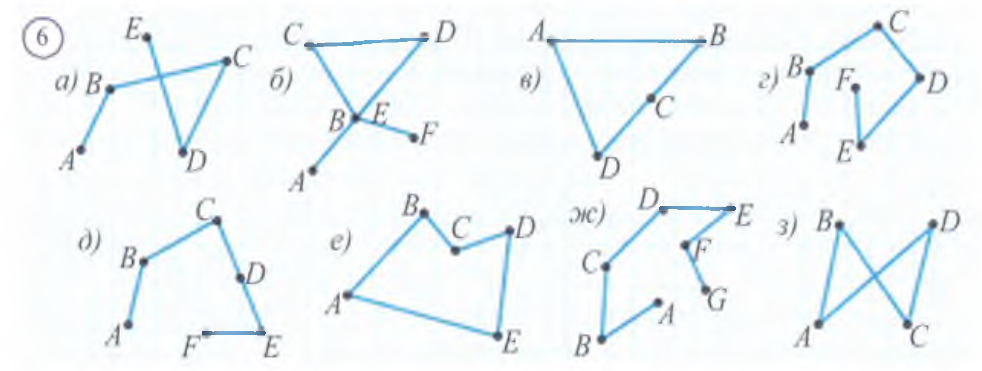 6
а) A B C D E
б) A B C D E F
в) A B C D
г) A B C D E F
д) A B C D E F
е) A B C D E
ж) A B C D E F G
з) A B C D